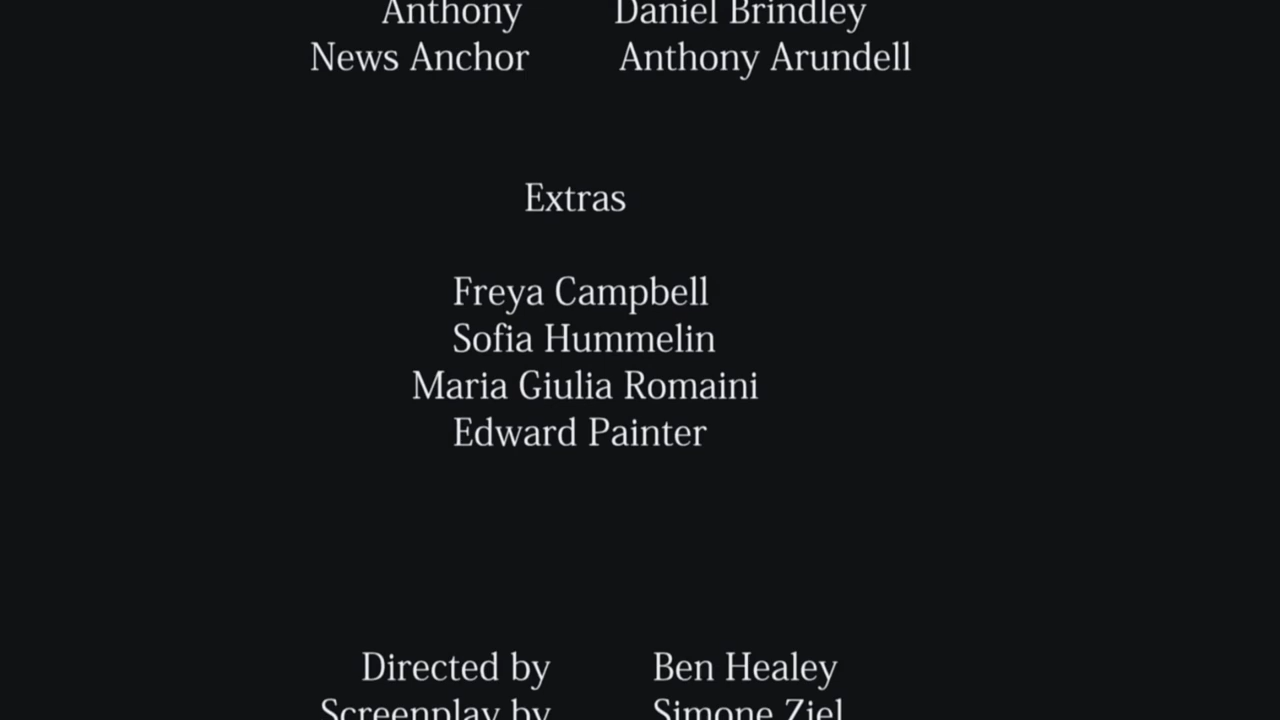 Anthony Daniel Brindley
News Anchor Anthony Arundell
Extras
Freya Campbell
Sofia Hummelin
Maria Giulia Romaini
Edward Painter
Directed by Ben Healey
Screenplay by Simone Ziel